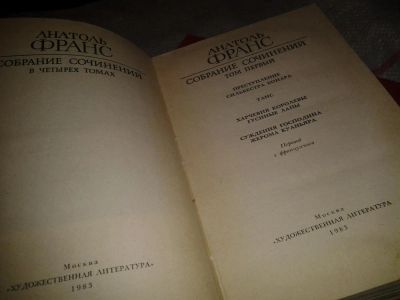 АНАТОЛЬ
ФРАНС
СОБРАНИЕ СОЧИНЕНИЙ
В ЧЕТЫРЕХ ТОМАХ
Москва
«ХУДОЖЕСТВЕННАЯ ЛИТЕРАТУРА»
1983
АНАТОЛЬ
ФРАНС
СОБРАНИЕ СОЧИНЕНИЙ
ТОМ ПЕРВЫЙ
ПРЕСТУПЛЕНИЕ
СИЛЬВЕСТРА БОНАРА
ТАИС
ХАРЧЕВНЯ КОРОЛЕВЫ
ГУСИНЫЕ ЛАПЫ
СУЖДЕНИЯ ГОСПОДИНА
ЖЕРОМА КУАНЬЯРА
Перевод
с французского
Москва
«ХУДОЖЕСТВЕННАЯ ЛИТЕРАТУРА»
1983